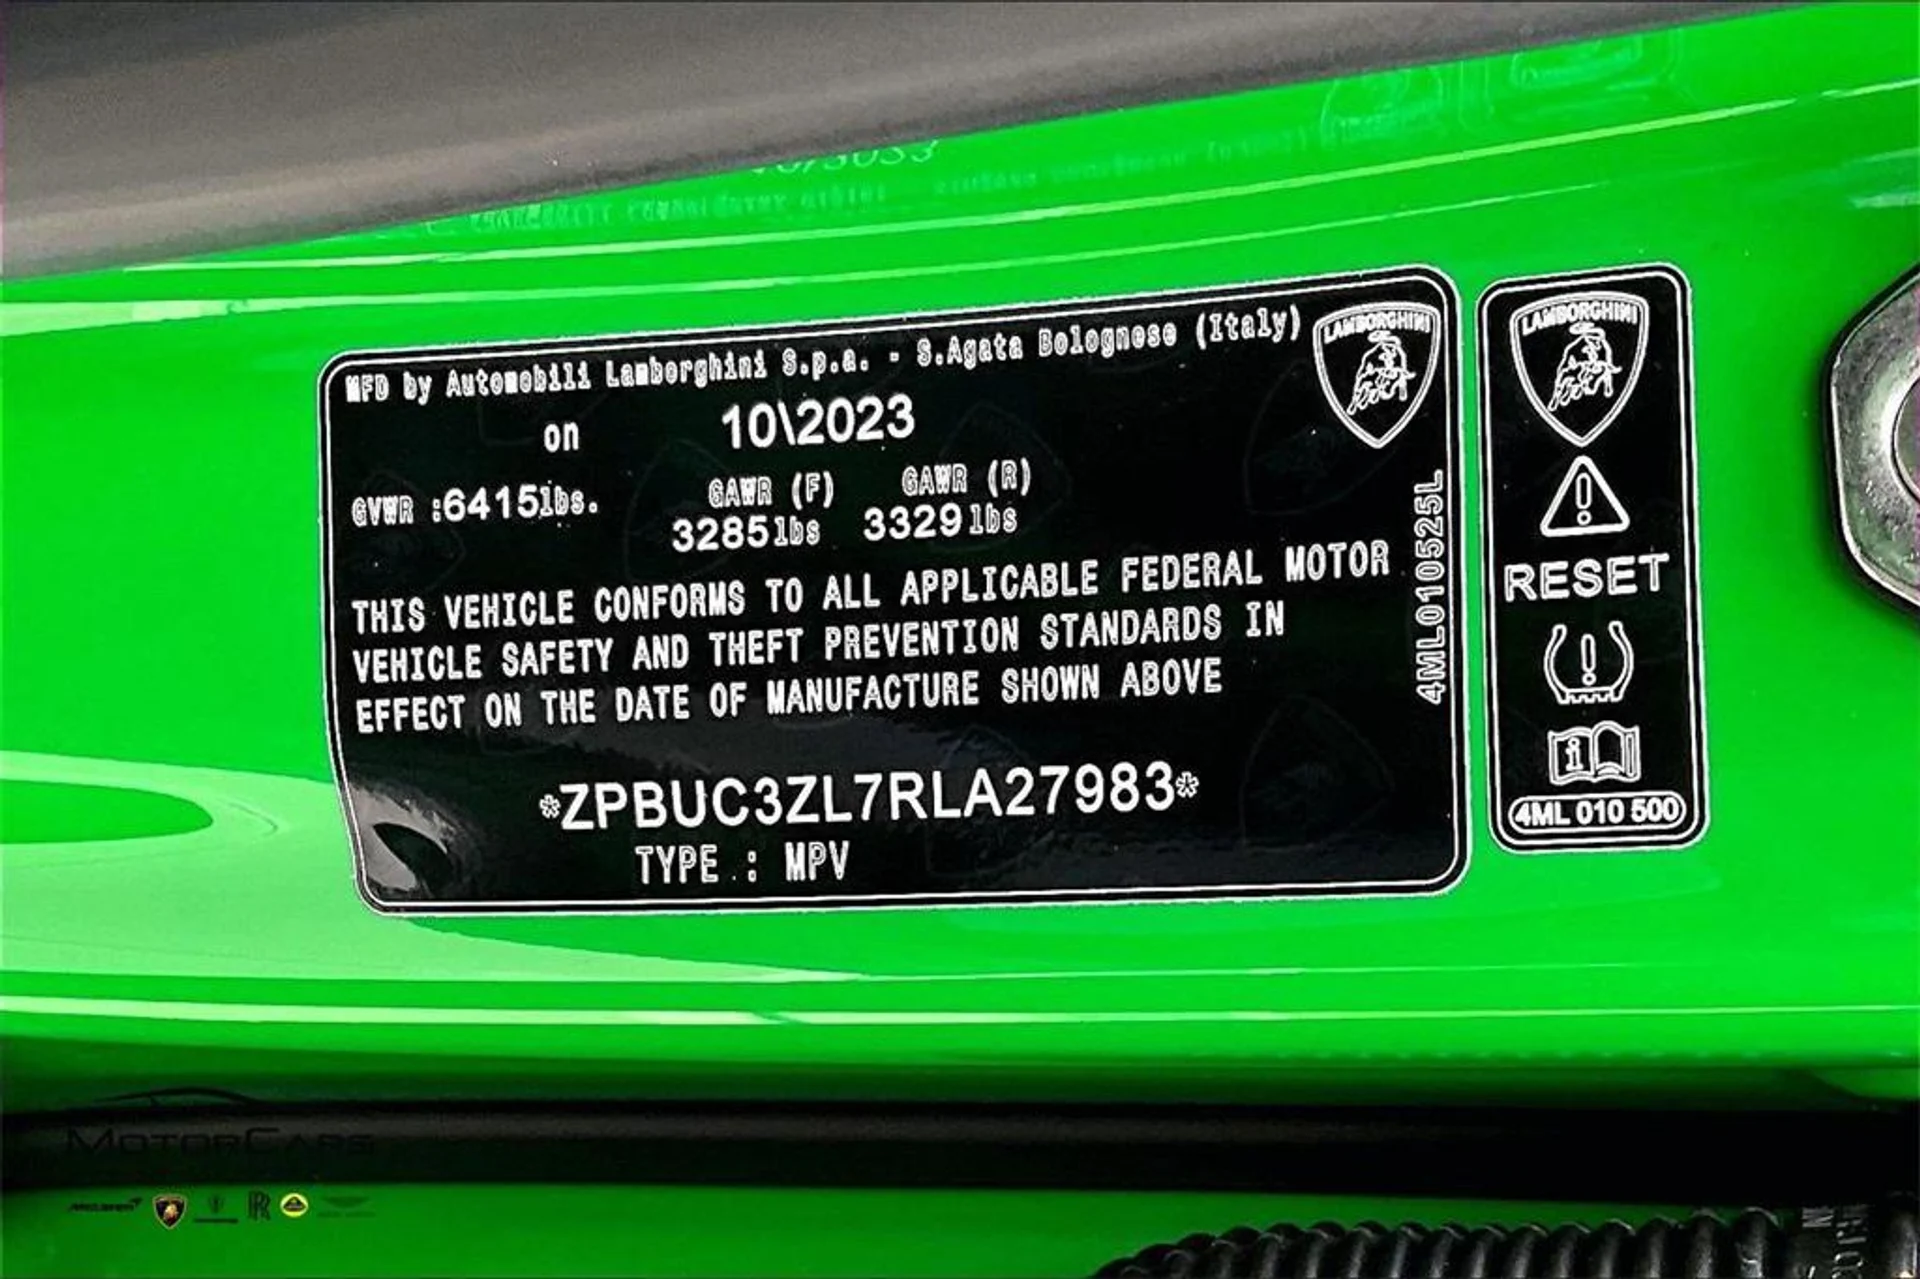 MFD by Automobili Lamborghini S.p.a. - S.Agata Bolognese (Italy)
on 10\2023
GVWR :6415lbs. GAWR (F) GAWR (R)
3285lbs 3329lbs
THIS VEHICLE CONFORMS TO ALL APPLICABLE FEDERAL MOTOR
VEHICLE SAFETY AND THEFT PREVENTION STANDARDS IN
EFFECT ON THE DATE OF MANUFACTURE SHOWN ABOVE
*ZPBUC3ZL7RLA27983*
TYPE : MPV
LAMBORGHINI
4ML010525L
LAMBORGHINI
RESET
i
4ML 010 500
MOTORCARS
McLaren